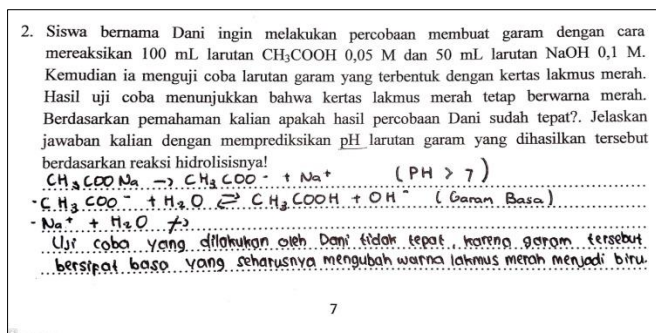 2. Siswa bernama Dani ingin melakukan percobaan membuat garam dengan cara
mereaksikan 100 mL larutan CH₃COOH 0,05 M dan 50 mL larutan NaOH 0,1 M.
Kemudian ia menguji coba larutan garam yang terbentuk dengan kertas lakmus merah.
Hasil uji coba menunjukkan bahwa kertas lakmus merah tetap berwarna merah.
Berdasarkan pemahaman kalian apakah hasil percobaan Dani sudah tepat?. Jelaskan
jawaban kalian dengan memprediksikan pH larutan garam yang dihasilkan tersebut
berdasarkan reaksi hidrolisisnya!
CH₃COO Na → CH₃COO⁻ + Na⁺ (PH > 7)
- CH₃COO⁻ + H₂O ⇌ CH₃COOH + OH⁻ (Garam Basa)
- Na⁺ + H₂O ↛
Uji coba yang dilakukan oleh Dani tidak tepat, karena garam tersebut
bersipat basa yang seharusnya mengubah warna lakmus merah menjadi biru.
7